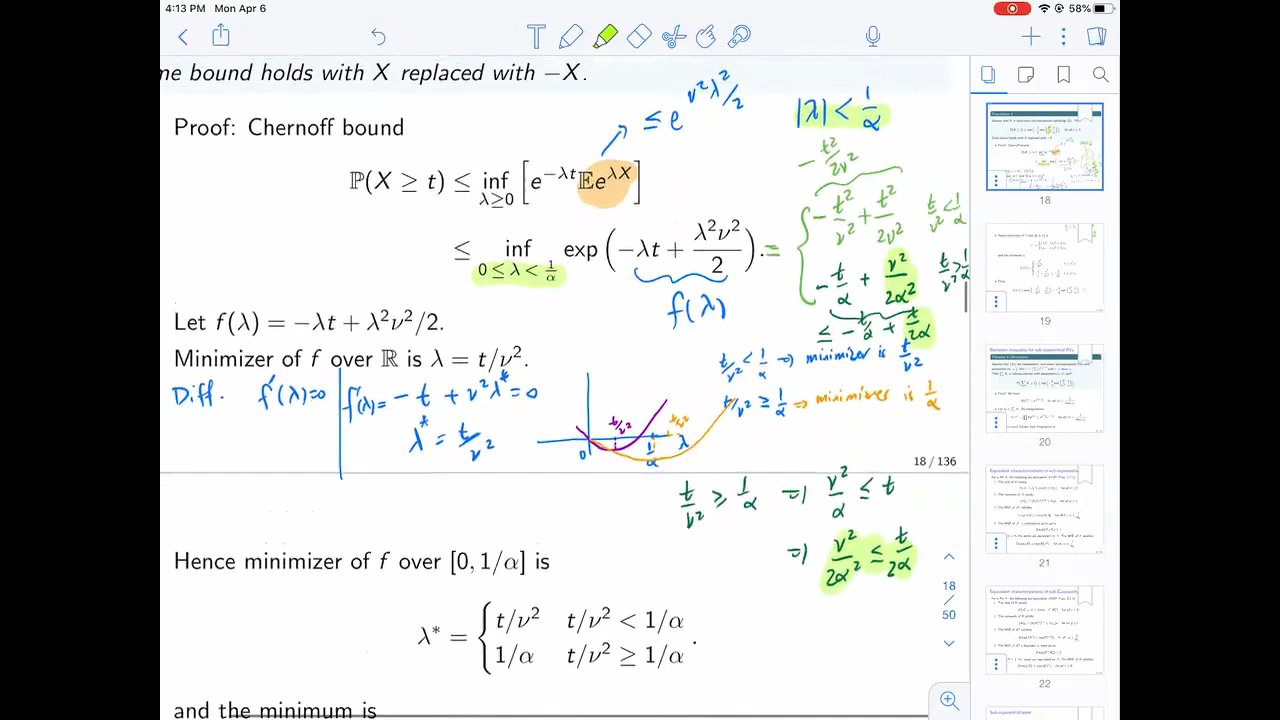 4:13 PM Mon Apr 6
58%
me bound holds with X replaced with −X.
≤ e^{ν²λ²/2}
|λ| < 1/α
Proof: Chernoff bound
− t²/2ν²
ℙ(X ≥ t) ≤ inf_{λ≥0} [e^{−λt}𝔼e^{λX}]
− t²/ν² + t²/2ν² t/ν² < 1/α
≤ inf_{0≤λ<1/α} exp(−λt + λ²ν²/2). =
− t/α + ν²/2α² t/ν² > 1/α
f(λ)
≤ − t/α + t/2α
Let f(λ) = −λt + λ²ν²/2.
Minimizer of f over ℝ is λ = t/ν².
t/ν² < 1/α ⇒ minimizer is t/ν²
Diff. f'(λ)=0 f'(λ)= − t + ν²λ* = 0
t/ν² ≥ 1/α ⇒ minimizer is 1/α
λ* = t/ν²
t/ν² t/ν²
0 1/α λ
18 / 136
t/ν² ≥ 1/α ⇒ ν²/α ≤ t
⇒ ν²/2α² ≤ t/2α
Hence minimizer of f over [0, 1/α] is
λ* = { t/ν² t/ν² < 1/α
1/α t/ν² ≥ 1/α .
and the minimum is
18
19
20
21
22
18
/
50